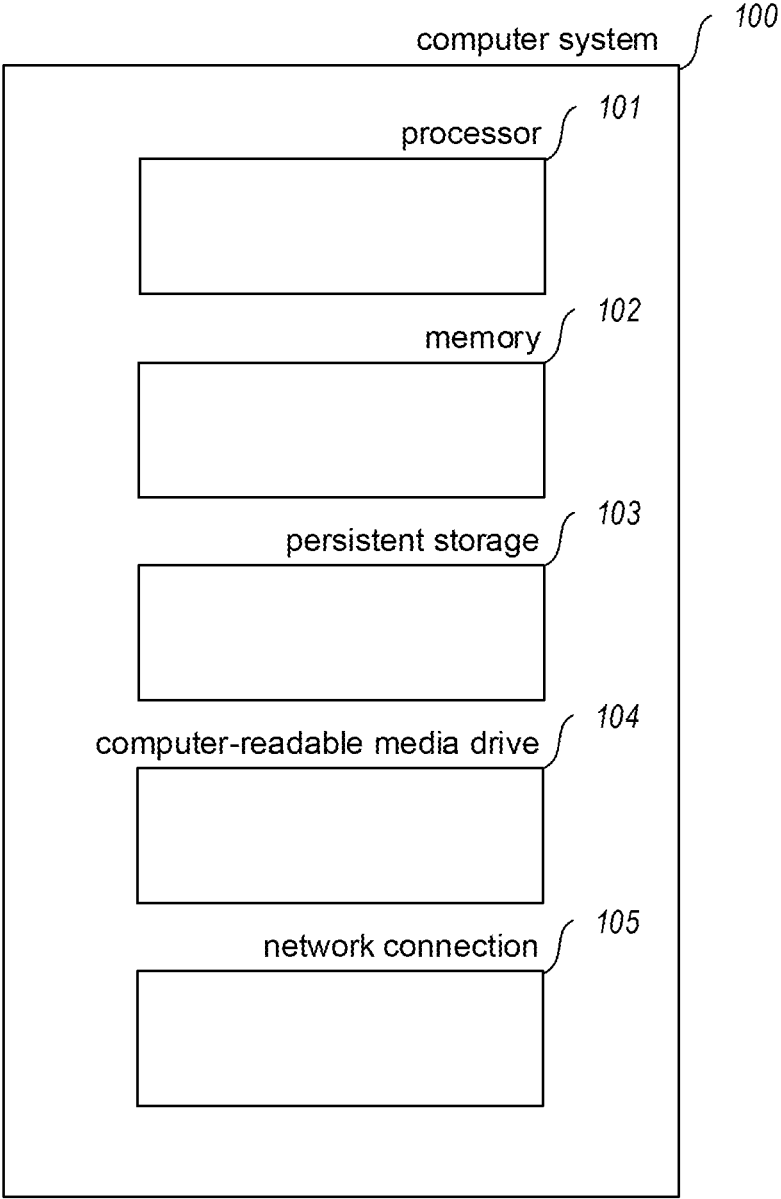 100
computer system
101
processor
102
memory
103
persistent storage
104
computer-readable media drive
105
network connection